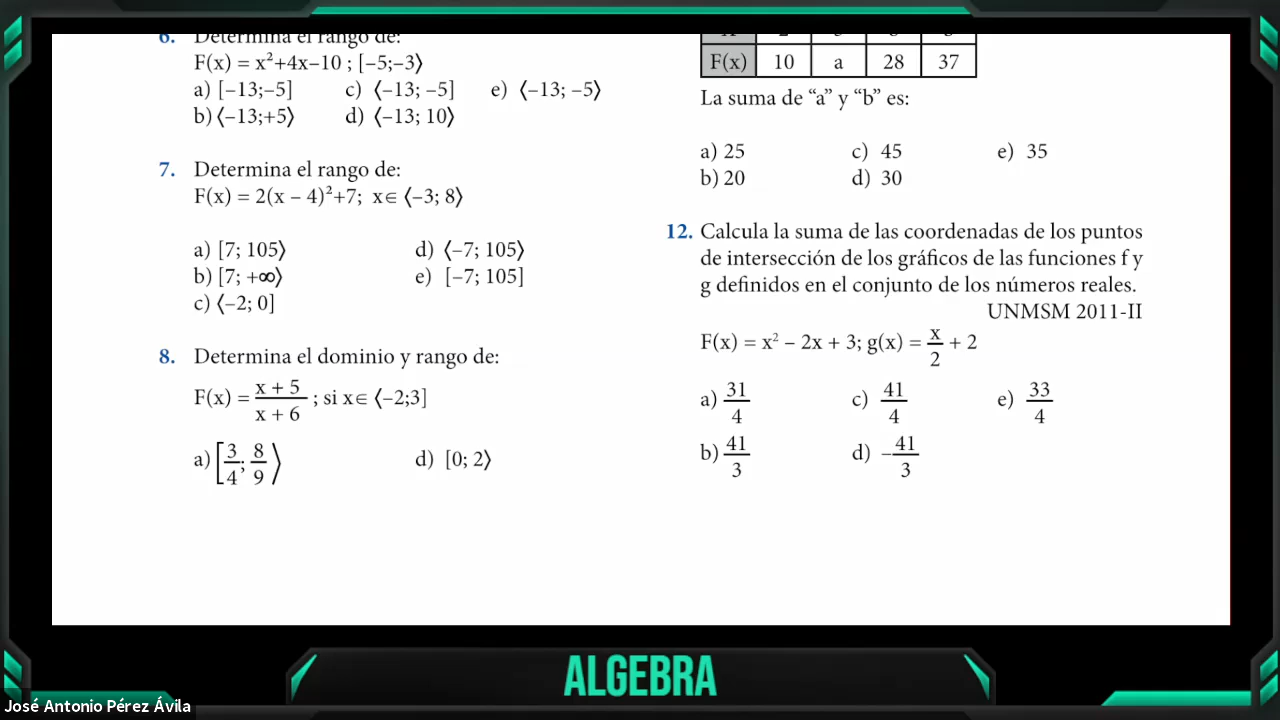 6. Determina el rango de:
F(x) = x²+4x–10 ; [–5;–3⟩
a) [–13;–5] c) ⟨–13; –5] e) ⟨–13; –5⟩
b) ⟨–13;+5⟩ d) ⟨–13; 10⟩
7. Determina el rango de:
F(x) = 2(x – 4)²+7; x∈ ⟨–3; 8⟩
a) [7; 105⟩ d) ⟨–7; 105⟩
b) [7; +∞⟩ e) [–7; 105]
c) ⟨–2; 0]
8. Determina el dominio y rango de:
F(x) = (x + 5)/(x + 6) ; si x∈ ⟨–2;3]
a) [3/4; 8/9⟩ d) [0; 2⟩
F(x) 10 a 28 37
La suma de “a” y “b” es:
a) 25 c) 45 e) 35
b) 20 d) 30
12. Calcula la suma de las coordenadas de los puntos
de intersección de los gráficos de las funciones f y
g definidos en el conjunto de los números reales.
UNMSM 2011-II
F(x) = x² – 2x + 3; g(x) = x/2 + 2
a) 31/4 c) 41/4 e) 33/4
b) 41/3 d) –41/3
ALGEBRA
José Antonio Pérez Ávila